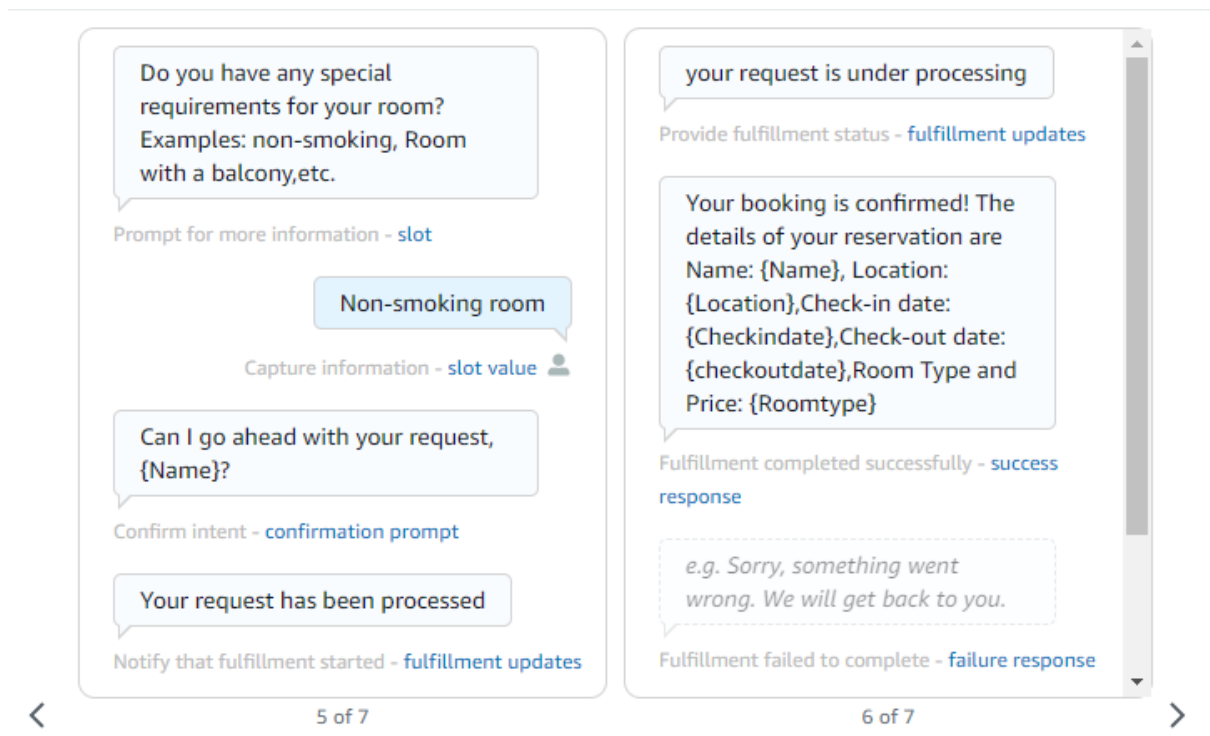 Do you have any special
requirements for your room?
Examples: non-smoking, Room
with a balcony,etc.
Prompt for more information - slot
Non-smoking room
Capture information - slot value
Can I go ahead with your request,
{Name}?
Confirm intent - confirmation prompt
Your request has been processed
Notify that fulfillment started - fulfillment updates
5 of 7
your request is under processing
Provide fulfillment status - fulfillment updates
Your booking is confirmed! The
details of your reservation are
Name: {Name}, Location:
{Location},Check-in date:
{Checkindate},Check-out date:
{checkoutdate},Room Type and
Price: {Roomtype}
Fulfillment completed successfully - success
response
e.g. Sorry, something went
wrong. We will get back to you.
Fulfillment failed to complete - failure response
6 of 7